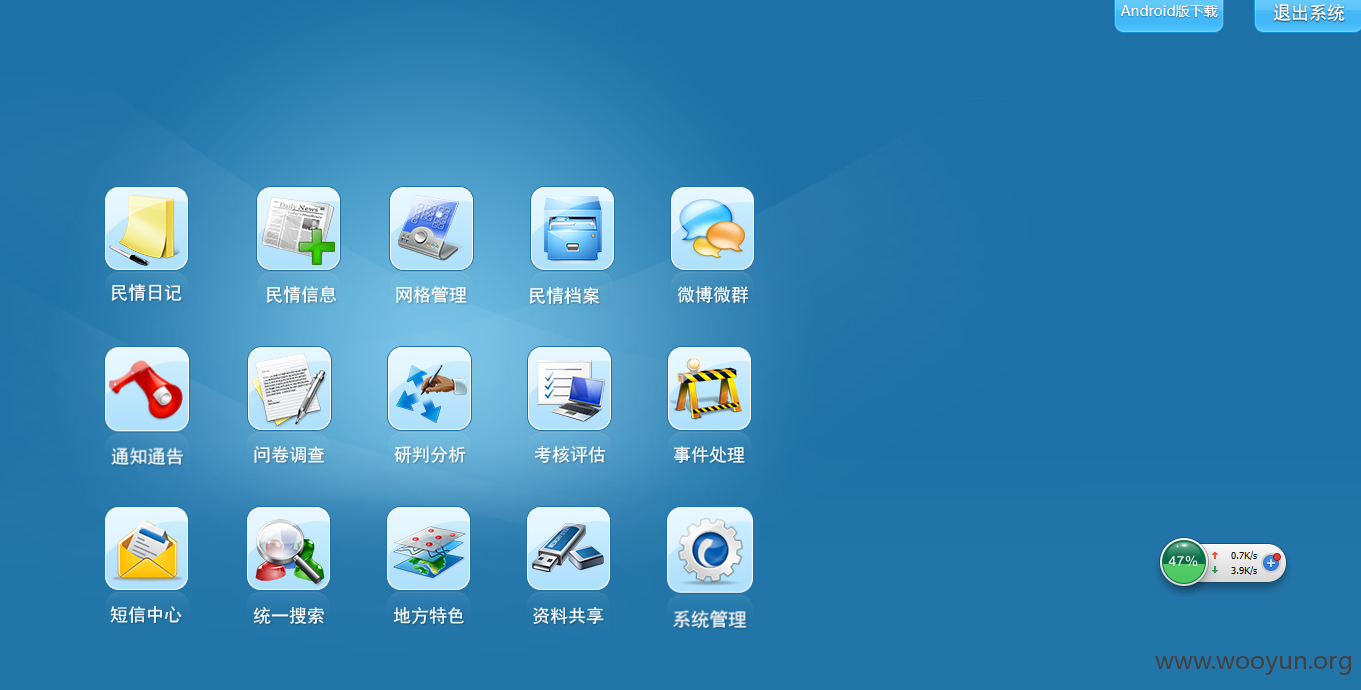 Android版下载
退出系统
Daily News
民情日记
民情信息
网格管理
民情档案
微博微群
通知通告
问卷调查
研判分析
考核评估
事件处理
47%
0.7K/s
3.9K/s
短信中心
统一搜索
地方特色
资料共享
系统管理
www.wooyun.org